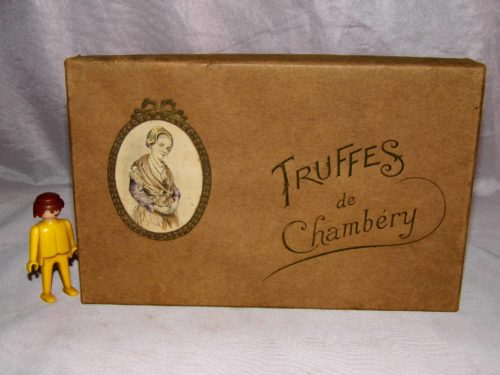 TRUFFES
de
Chambéry